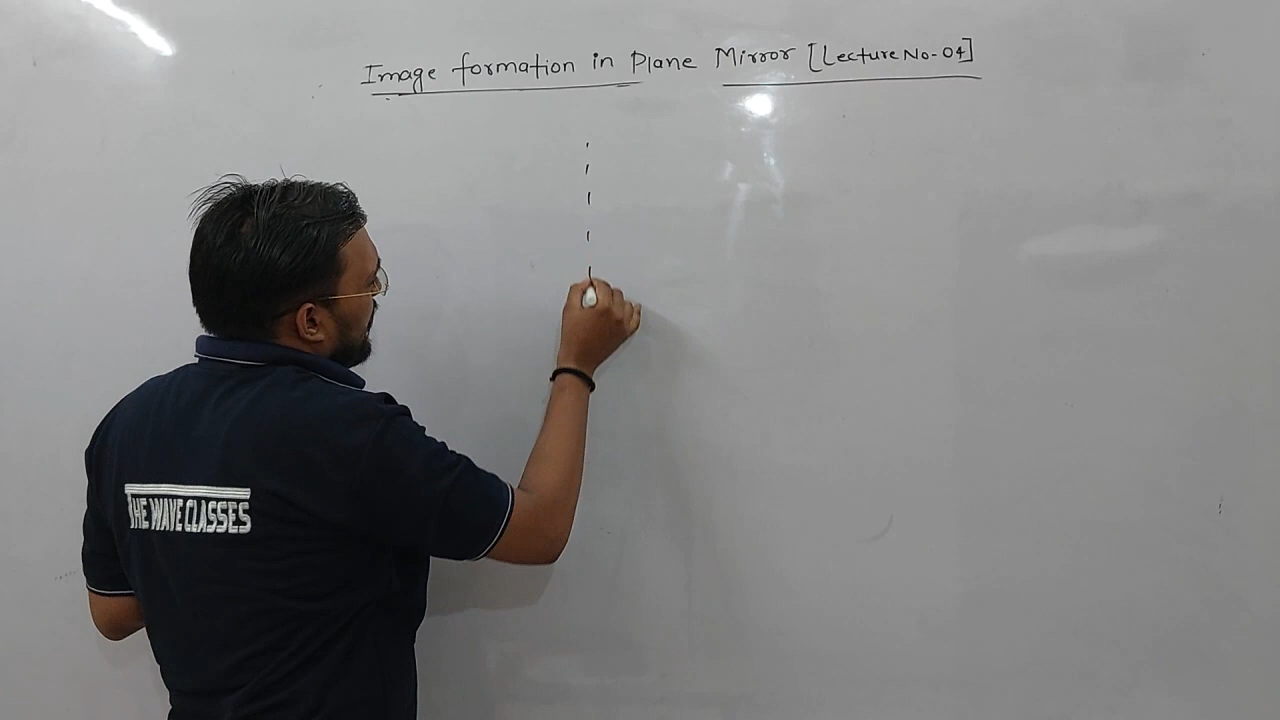 Image formation in Plane Mirror [Lecture No-04]
THE WAVE CLASSES